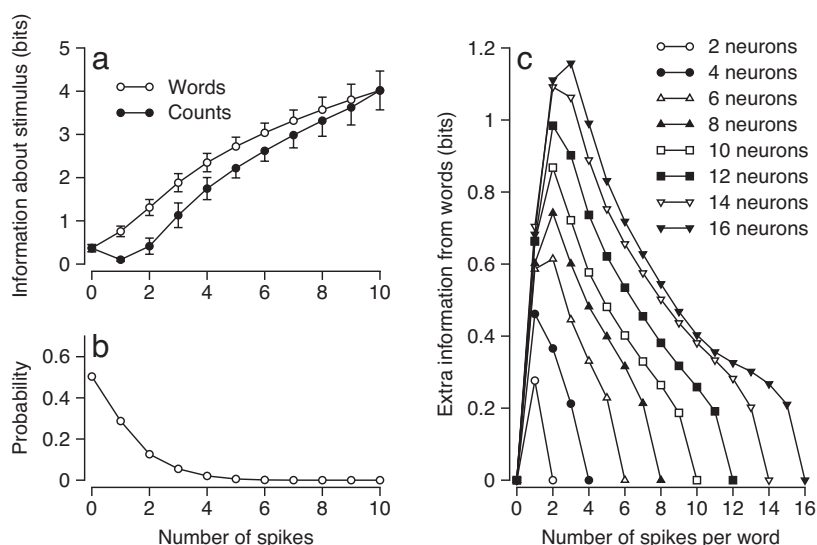 a
Information about stimulus (bits)
5
4
3
2
1
0
Words
Counts
0 2 4 6 8 10
b
Probability
0.6
0.4
0.2
0
0 2 4 6 8 10
Number of spikes
c
Extra information from words (bits)
1.2
1
0.8
0.6
0.4
0.2
0
2 neurons
4 neurons
6 neurons
8 neurons
10 neurons
12 neurons
14 neurons
16 neurons
0 2 4 6 8 10 12 14 16
Number of spikes per word